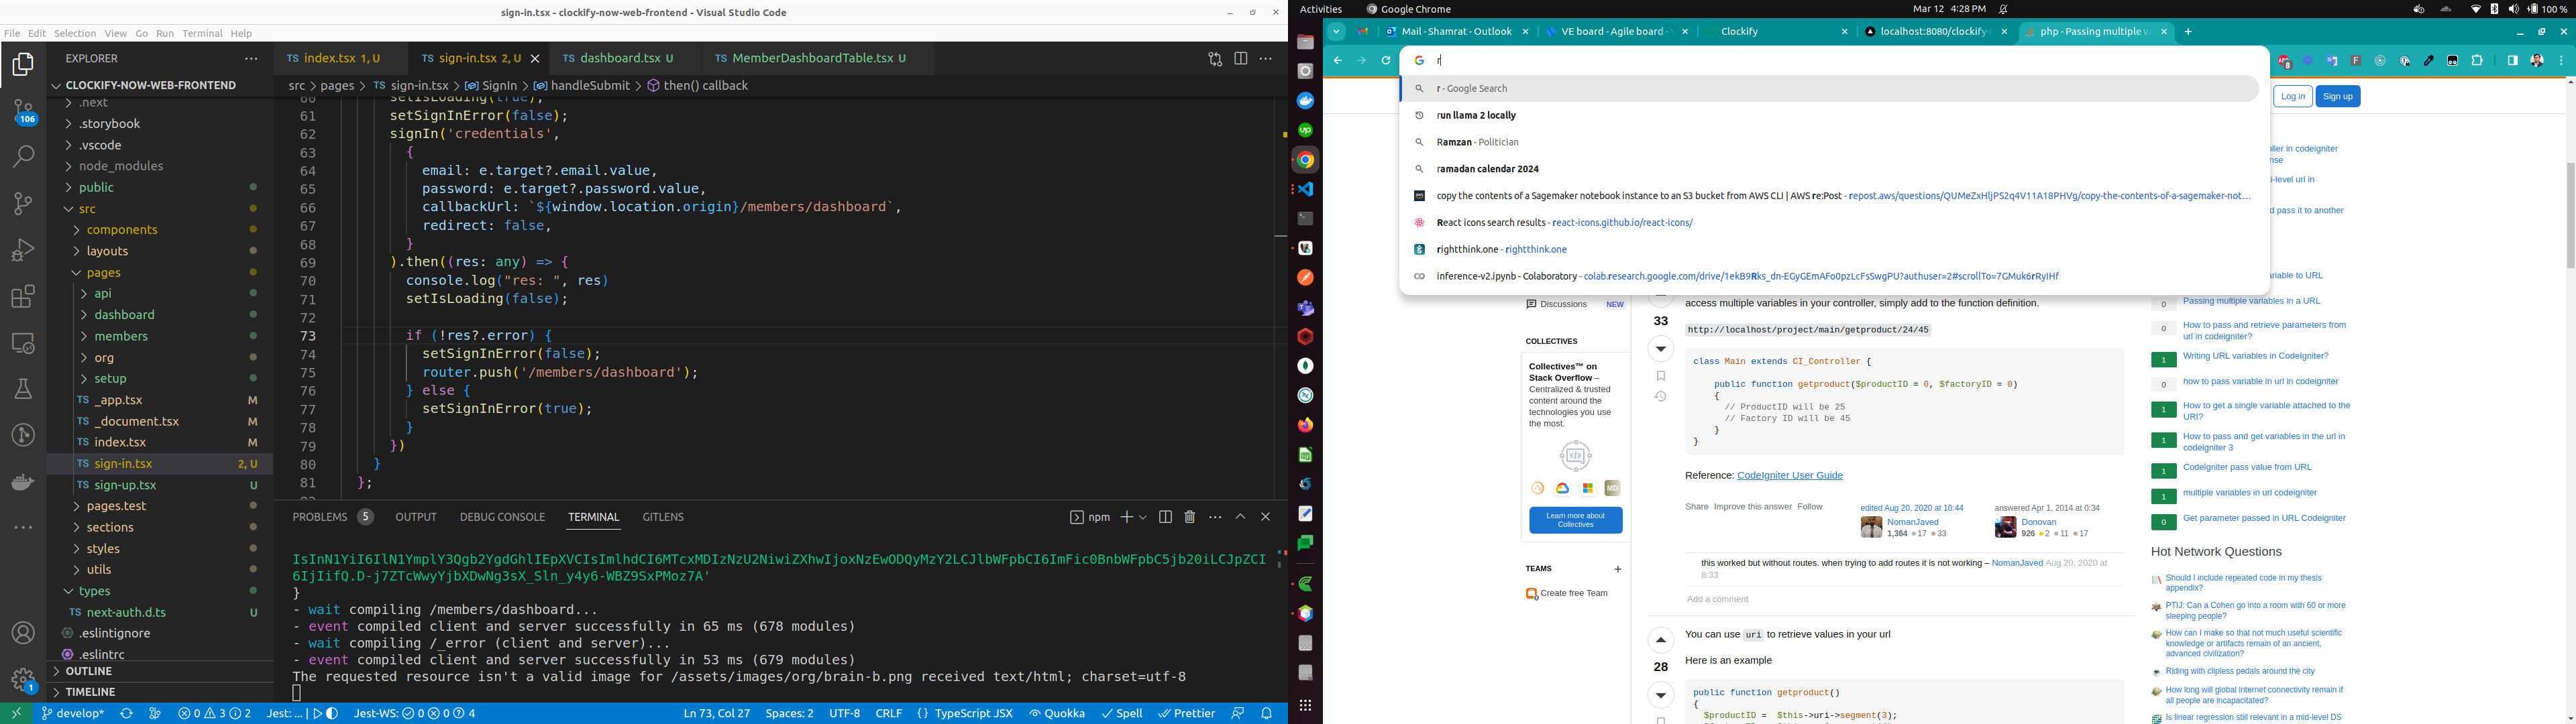 sign-in.tsx - clockify-now-web-frontend - Visual Studio Code
File Edit Selection View Go Run Terminal Help
EXPLORER
CLOCKIFY-NOW-WEB-FRONTEND
.next
.storybook
.vscode
node_modules
public
src
components
layouts
pages
api
dashboard
members
org
setup
TS _app.tsx M
TS _document.tsx M
TS index.tsx M
TS sign-in.tsx 2, U
TS sign-up.tsx U
pages.test
sections
styles
utils
types
TS next-auth.d.ts U
.eslintignore
.eslintrc
OUTLINE
TIMELINE
106
1
TS index.tsx 1, U
TS sign-in.tsx 2, U
TS dashboard.tsx U
TS MemberDashboardTable.tsx U
src > pages > TS sign-in.tsx > SignIn > handleSubmit > then() callback
60 setIsLoading(true);
61 setSignInError(false);
62 signIn('credentials',
63 {
64 email: e.target?.email.value,
65 password: e.target?.password.value,
66 callbackUrl: `${window.location.origin}/members/dashboard`,
67 redirect: false,
68 }
69 ).then((res: any) => {
70 console.log("res: ", res)
71 setIsLoading(false);
72
73 if (!res?.error) {
74 setSignInError(false);
75 router.push('/members/dashboard');
76 } else {
77 setSignInError(true);
78 }
79 })
80 }
81 };
PROBLEMS 5 OUTPUT DEBUG CONSOLE TERMINAL GITLENS
npm
}
- wait compiling /members/dashboard...
- event compiled client and server successfully in 65 ms (678 modules)
- wait compiling /_error (client and server)...
- event compiled client and server successfully in 53 ms (679 modules)
The requested resource isn't a valid image for /assets/images/org/brain-b.png received text/html; charset=utf-8
develop* 0 3 2 Jest: ... | Jest-WS: 0 0 4 Ln 73, Col 27 Spaces: 2 UTF-8 CRLF {} TypeScript JSX Quokka Spell Prettier
Activities Google Chrome Mar 12 4:28 PM 100 %
Mail - Shamrat - Outlook
VE board - Agile board -
Clockify
localhost:8080/clockify-
php - Passing multiple v
r
r - Google Search
run llama 2 locally
Ramzan - Politician
ramadan calendar 2024
copy the contents of a Sagemaker notebook instance to an S3 bucket from AWS CLI | AWS re:Post - repost.aws/questions/QUMeZxHljPS2q4V11A18PHVg/copy-the-contents-of-a-sagemaker-not...
React icons search results - react-icons.github.io/react-icons/
rightthink.one - rightthink.one
inference-v2.ipynb - Colaboratory - colab.research.google.com/drive/1ekB9Rks_dn-EGyGEmAFo0pzLcFsSwgPU?authuser=2#scrollTo=7GMuk6rRyIHf
Log in
Sign up
Discussions NEW
COLLECTIVES
Collectives™ on Stack Overflow –
Centralized & trusted
content around the
technologies you use
the most.
Learn more about
Collectives
TEAMS
Create free Team
access multiple variables in your controller, simply add to the function definition.
33
http://localhost/project/main/getproduct/24/45
class Main extends CI_Controller {
public function getproduct($productID = 0, $factoryID = 0)
{
// ProductID will be 25
// Factory ID will be 45
}
}
Reference: CodeIgniter User Guide
Share Improve this answer Follow
edited Aug 20, 2020 at 10:44
NomanJaved
1,364 17 33
answered Apr 1, 2014 at 0:34
Donovan
926 2 11 17
this worked but without routes. when trying to add routes it is not working – NomanJaved Aug 20, 2020 at
8:33
Add a comment
28
You can use uri to retrieve values in your url
Here is an example
public function getproduct()
{
$productID = $this->uri->segment(3);
ller in codeigniter
nse
i-level url in
d pass it to another
riable to URL
0 Passing multiple variables in a URL
0 How to pass and retrieve parameters from
url in codeigniter?
1 Writing URL variables in CodeIgniter?
0 how to pass variable in url in codeigniter
1 How to get a single variable attached to the
URI?
1 How to pass and get variables in the url in
codeigniter 3
1 Codeigniter pass value from URL
1 multiple variables in url codeigniter
0 Get parameter passed in URL Codeigniter
Hot Network Questions
Should I include repeated code in my thesis
appendix?
PTIJ: Can a Cohen go into a room with 60 or more
sleeping people?
How can I make so that not much useful scientific
knowledge or artifacts remain of an ancient,
advanced civilization?
Riding with clipless pedals around the city
How long will global internet connectivity remain if
all people are incapacitated?
Is linear regression still relevant in a mid-level DS